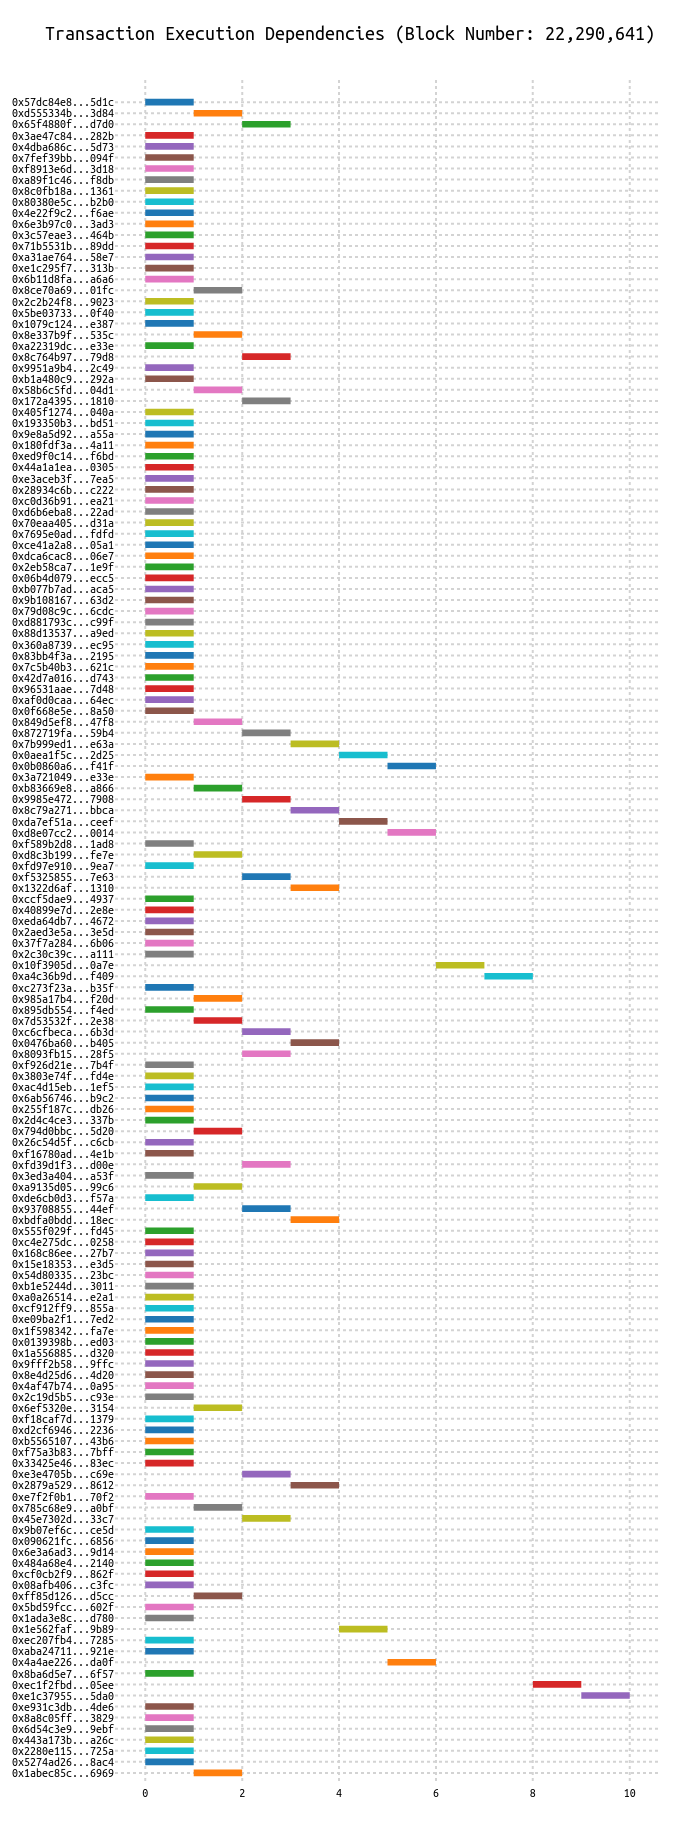 Transaction Execution Dependencies (Block Number: 22,290,641)
0x57dc84e8...5d1c
0xd555334b...3d84
0x65f4880f...d7d0
0x3ae47c84...282b
0x4dba686c...5d73
0x7fef39bb...094f
0xf8913e6d...3d18
0xa89f1c46...f8db
0x8c0fb18a...1361
0x80380e5c...b2b0
0x4e22f9c2...f6ae
0x6e3b97c0...3ad3
0x3c57eae3...464b
0x71b5531b...89dd
0xa31ae764...58e7
0xe1c295f7...313b
0x6b11d8fa...a6a6
0x8ce70a69...01fc
0x2c2b24f8...9023
0x5be03733...0f40
0x1079c124...e387
0x8e337b9f...535c
0xa22319dc...e33e
0x8c764b97...79d8
0x9951a9b4...2c49
0xb1a480c9...292a
0x58b6c5fd...04d1
0x172a4395...1810
0x405f1274...040a
0x193350b3...bd51
0x9e8a5d92...a55a
0x180fdf3a...4a11
0xed9f0c14...f6bd
0x44a1a1ea...0305
0xe3aceb3f...7ea5
0x28934c6b...c222
0xc0d36b91...ea21
0xd6b6eba8...22ad
0x70eaa405...d31a
0x7695e0ad...fdfd
0xce41a2a8...05a1
0xdca6cac8...06e7
0x2eb58ca7...1e9f
0x06b4d079...ecc5
0xb077b7ad...aca5
0x9b108167...63d2
0x79d08c9c...6cdc
0xd881793c...c99f
0x88d13537...a9ed
0x360a8739...ec95
0x83bb4f3a...2195
0x7c5b40b3...621c
0x42d7a016...d743
0x96531aae...7d48
0xaf0d0caa...64ec
0x0f668e5e...8a50
0x849d5ef8...47f8
0x872719fa...59b4
0x7b999ed1...e63a
0x0aea1f5c...2d25
0x0b0860a6...f41f
0x3a721049...e33e
0xb83669e8...a866
0x9985e472...7908
0x8c79a271...bbca
0xda7ef51a...ceef
0xd8e07cc2...0014
0xf589b2d8...1ad8
0xd8c3b199...fe7e
0xfd97e910...9ea7
0xf5325855...7e63
0x1322d6af...1310
0xccf5dae9...4937
0x40899e7d...2e8e
0xeda64db7...4672
0x2aed3e5a...3e5d
0x37f7a284...6b06
0x2c30c39c...a111
0x10f3905d...0a7e
0xa4c36b9d...f409
0xc273f23a...b35f
0x985a17b4...f20d
0x895db554...f4ed
0x7d53532f...2e38
0xc6cfbeca...6b3d
0x0476ba60...b405
0x8093fb15...28f5
0xf926d21e...7b4f
0x3803e74f...fd4e
0xac4d15eb...1ef5
0x6ab56746...b9c2
0x255f187c...db26
0x2d4c4ce3...337b
0x794d0bbc...5d20
0x26c54d5f...c6cb
0xf16780ad...4e1b
0xfd39d1f3...d00e
0x3ed3a404...a53f
0xa9135d05...99c6
0xde6cb0d3...f57a
0x93708855...44ef
0xbdfa0bdd...18ec
0x555f029f...fd45
0xc4e275dc...0258
0x168c86ee...27b7
0x15e18353...e3d5
0x54d80335...23bc
0xb1e5244d...3011
0xa0a26514...e2a1
0xcf912ff9...855a
0xe09ba2f1...7ed2
0x1f598342...fa7e
0x0139398b...ed03
0x1a556885...d320
0x9fff2b58...9ffc
0x8e4d25d6...4d20
0x4af47b74...0a95
0x2c19d5b5...c93e
0x6ef5320e...3154
0xf18caf7d...1379
0xd2cf6946...2236
0xb5565107...43b6
0xf75a3b83...7bff
0x33425e46...83ec
0xe3e4705b...c69e
0x2879a529...8612
0xe7f2f0b1...70f2
0x785c68e9...a0bf
0x45e7302d...33c7
0x9b07ef6c...ce5d
0x090621fc...6856
0x6e3a6ad3...9d14
0x484a68e4...2140
0xcf0cb2f9...862f
0x08afb406...c3fc
0xff85d126...d5cc
0x5bd59fcc...602f
0x1ada3e8c...d780
0x1e562faf...9b89
0xec207fb4...7285
0xaba24711...921e
0x4a4ae226...da0f
0x8ba6d5e7...6f57
0xec1f2fbd...05ee
0xe1c37955...5da0
0xe931c3db...4de6
0x8a8c05ff...3829
0x6d54c3e9...9ebf
0x443a173b...a26c
0x2280e115...725a
0x5274ad26...8ac4
0x1abec85c...6969
0 2 4 6 8 10